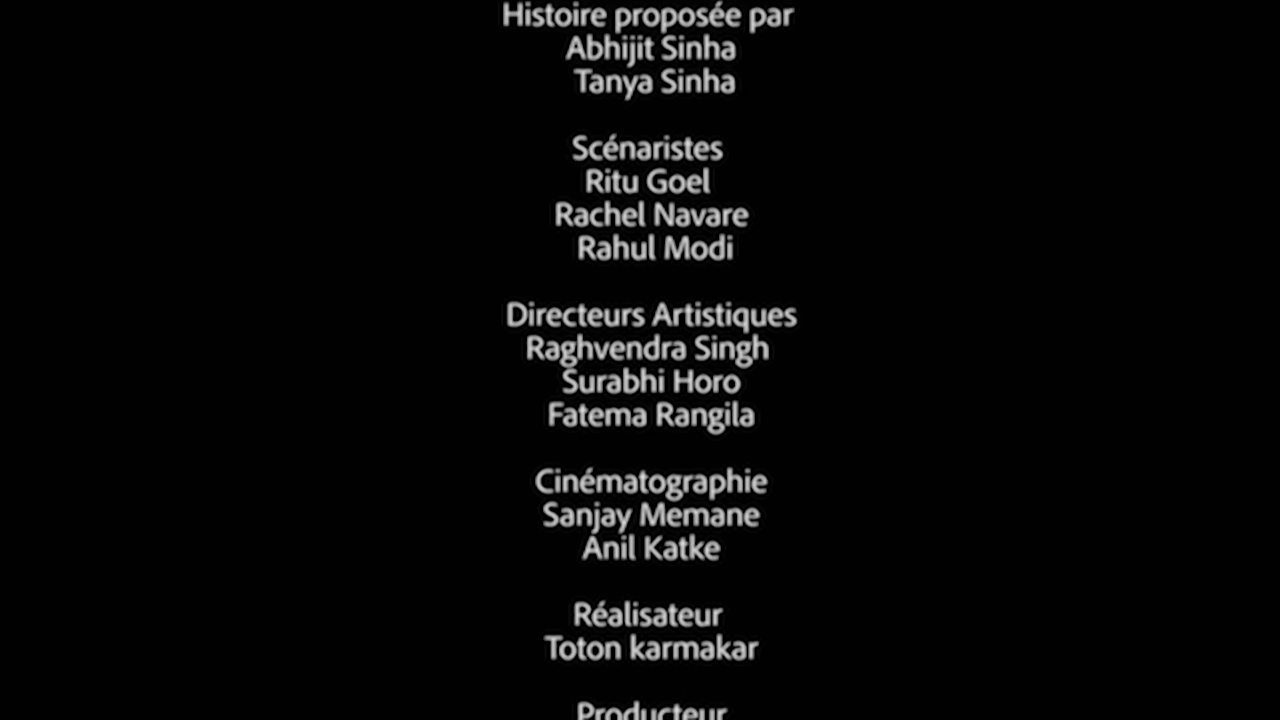 Histoire proposée par
Abhijit Sinha
Tanya Sinha
Scénaristes
Ritu Goel
Rachel Navare
Rahul Modi
Directeurs Artistiques
Raghvendra Singh
Surabhi Horo
Fatema Rangila
Cinématographie
Sanjay Memane
Anil Katke
Réalisateur
Toton karmakar
Producteur